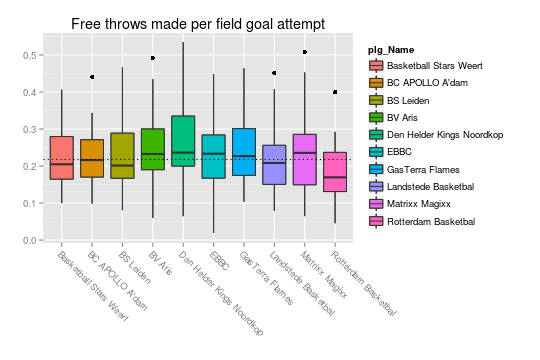 Free throws made per field goal attempt
0.5
0.4
0.3
0.2
0.1
0.0
Basketball Stars Weert
BC APOLLO A'dam
BS Leiden
BV Aris
Den Helder Kings Noordkop
EBBC
GasTerra Flames
Landstede Basketbal
Matrixx Magixx
Rotterdam Basketbal
plg_Name
Basketball Stars Weert
BC APOLLO A'dam
BS Leiden
BV Aris
Den Helder Kings Noordkop
EBBC
GasTerra Flames
Landstede Basketbal
Matrixx Magixx
Rotterdam Basketbal